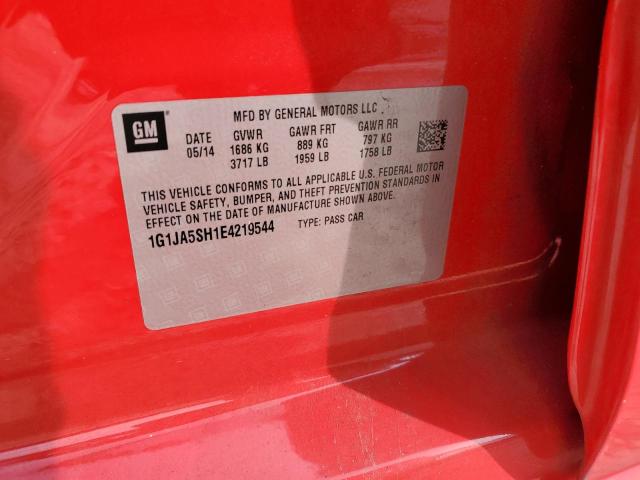 MFD BY GENERAL MOTORS LLC
GM
DATE GVWR GAWR FRT GAWR RR
05/14 1686 KG 889 KG 797 KG
3717 LB 1959 LB 1758 LB
THIS VEHICLE CONFORMS TO ALL APPLICABLE U.S. FEDERAL MOTOR
VEHICLE SAFETY, BUMPER, AND THEFT PREVENTION STANDARDS IN
EFFECT ON THE DATE OF MANUFACTURE SHOWN ABOVE.
1G1JA5SH1E4219544 TYPE: PASS CAR